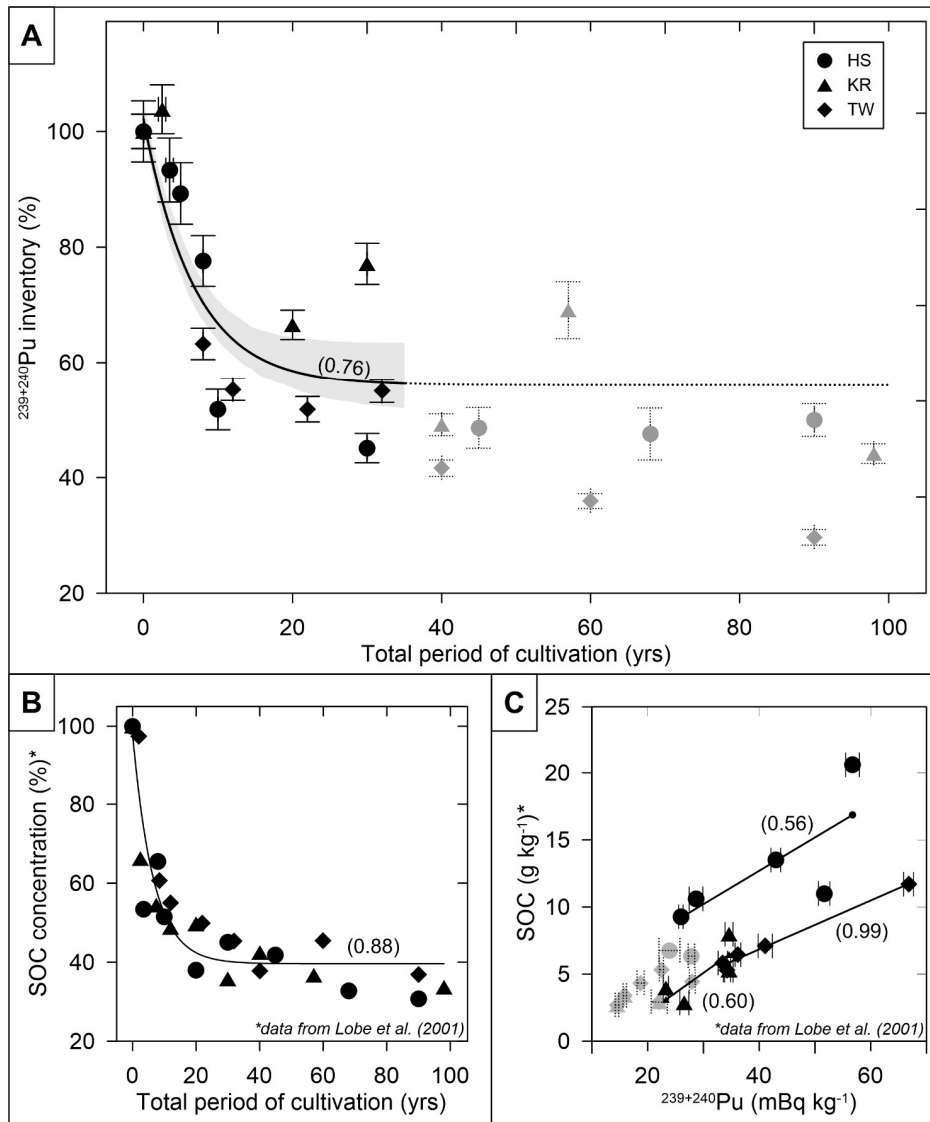 A
HS
KR
TW
100
80
60
40
20
(0.76)
0 20 40 60 80 100
239+240Pu inventory (%)
Total period of cultivation (yrs)
B
100
80
60
40
20
(0.88)
*data from Lobe et al. (2001)
0 20 40 60 80 100
SOC concentration (%)*
Total period of cultivation (yrs)
C
25
20
15
10
5
0
(0.56)
(0.99)
(0.60)
*data from Lobe et al. (2001)
20 40 60
SOC (g kg-1)*
239+240Pu (mBq kg-1)